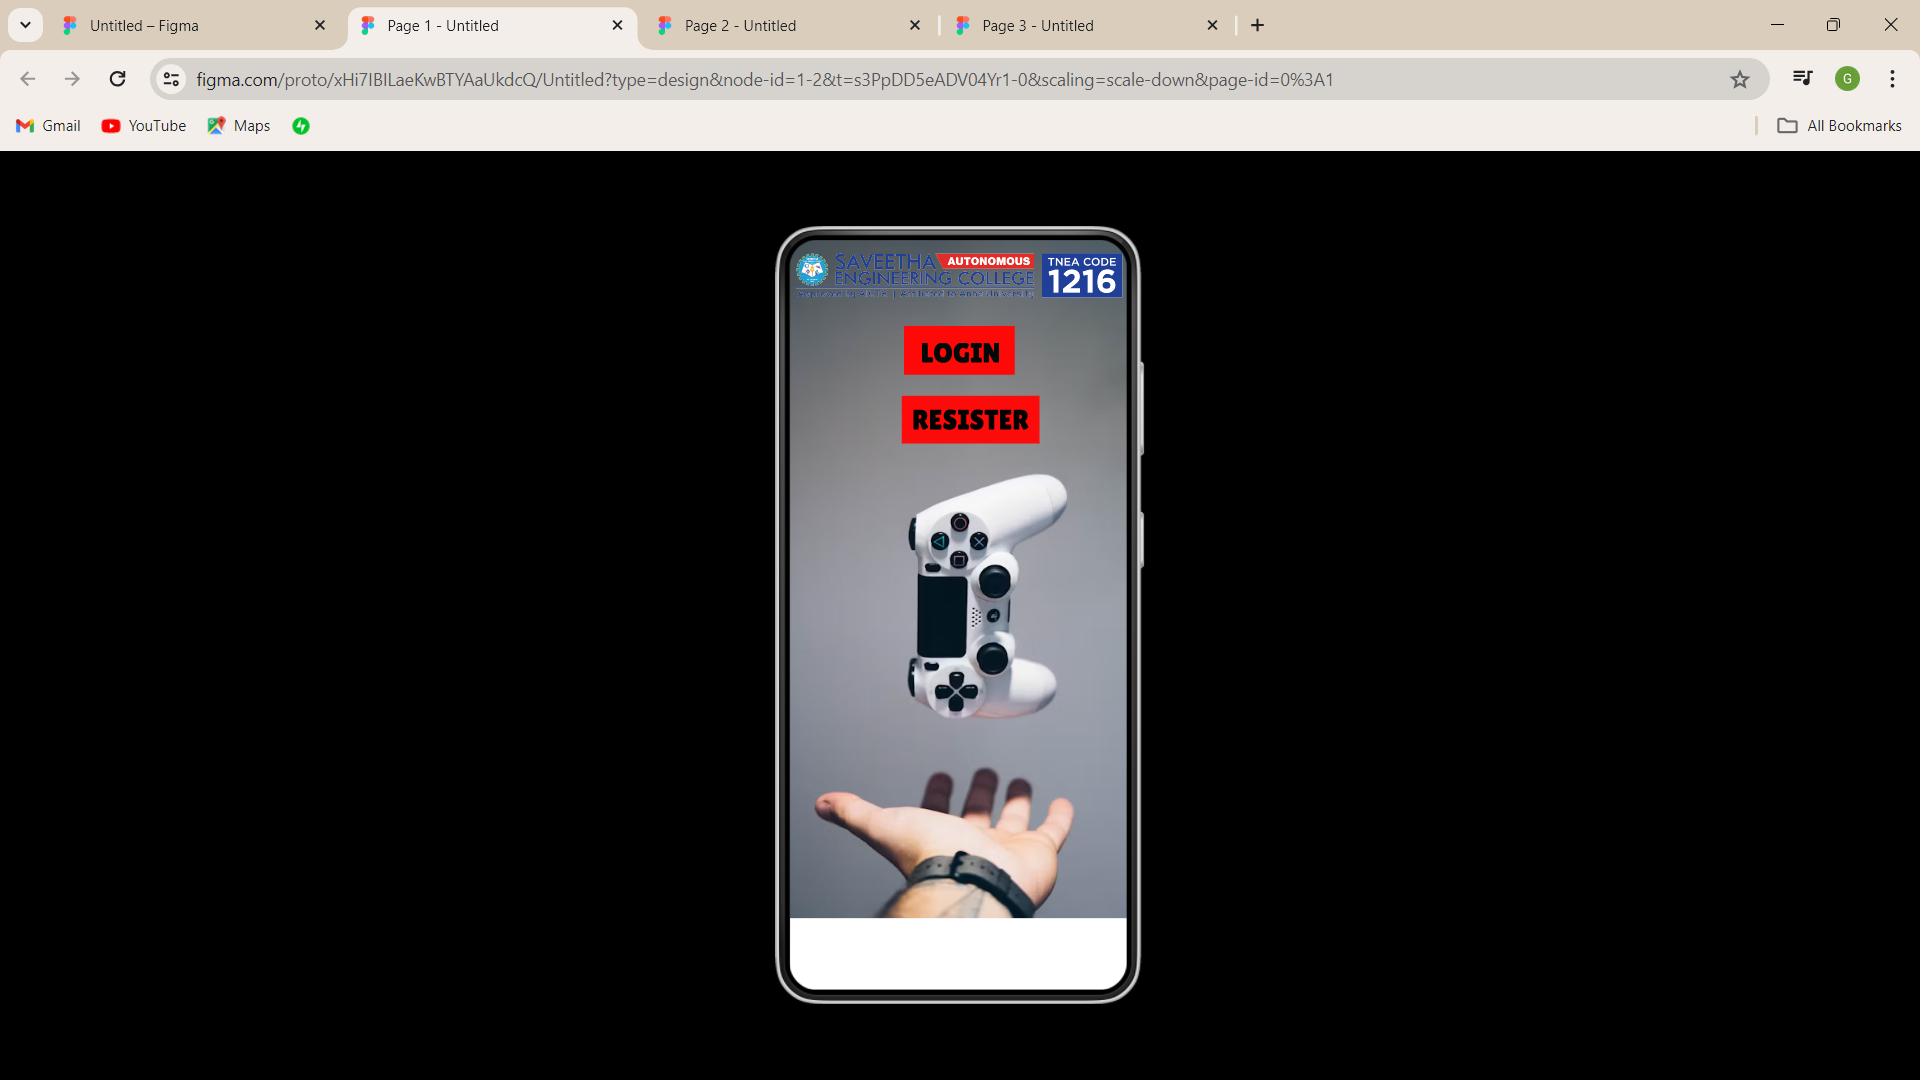 Untitled – Figma
Page 1 - Untitled
Page 2 - Untitled
Page 3 - Untitled
figma.com/proto/xHi7IBILaeKwBTYAaUkdcQ/Untitled?type=design&node-id=1-2&t=s3PpDD5eADV04Yr1-0&scaling=scale-down&page-id=0%3A1
G
Gmail
YouTube
Maps
All Bookmarks
SAVEETHA AUTONOMOUS
ENGINEERING COLLEGE
TNEA CODE
1216
LOGIN
RESISTER